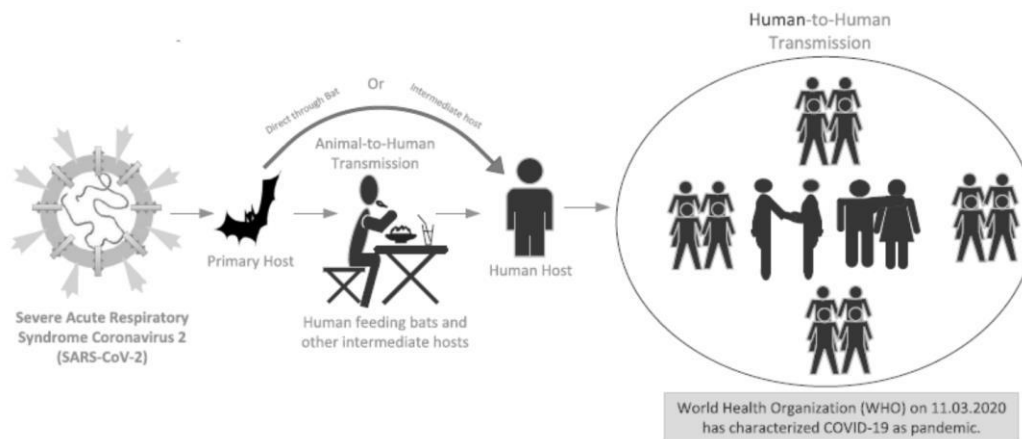 Human-to-Human
Transmission
Or
Direct through Bat
Intermediate host
Animal-to-Human
Transmission
Primary Host
Human Host
Severe Acute Respiratory
Syndrome Coronavirus 2
(SARS-CoV-2)
Human feeding bats and
other intermediate hosts
World Health Organization (WHO) on 11.03.2020
has characterized COVID-19 as pandemic.